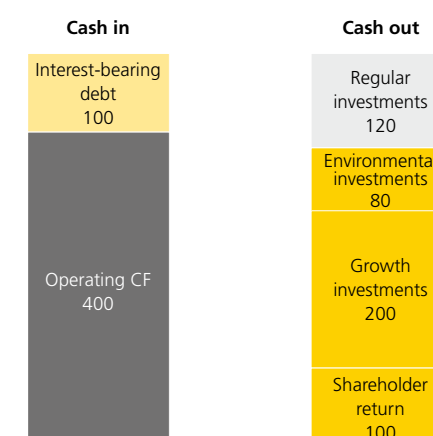 Cash in
Interest-bearing
debt
100
Operating CF
400
Cash out
Regular
investments
120
Environmenta
investments
80
Growth
investments
200
Shareholder
return
100